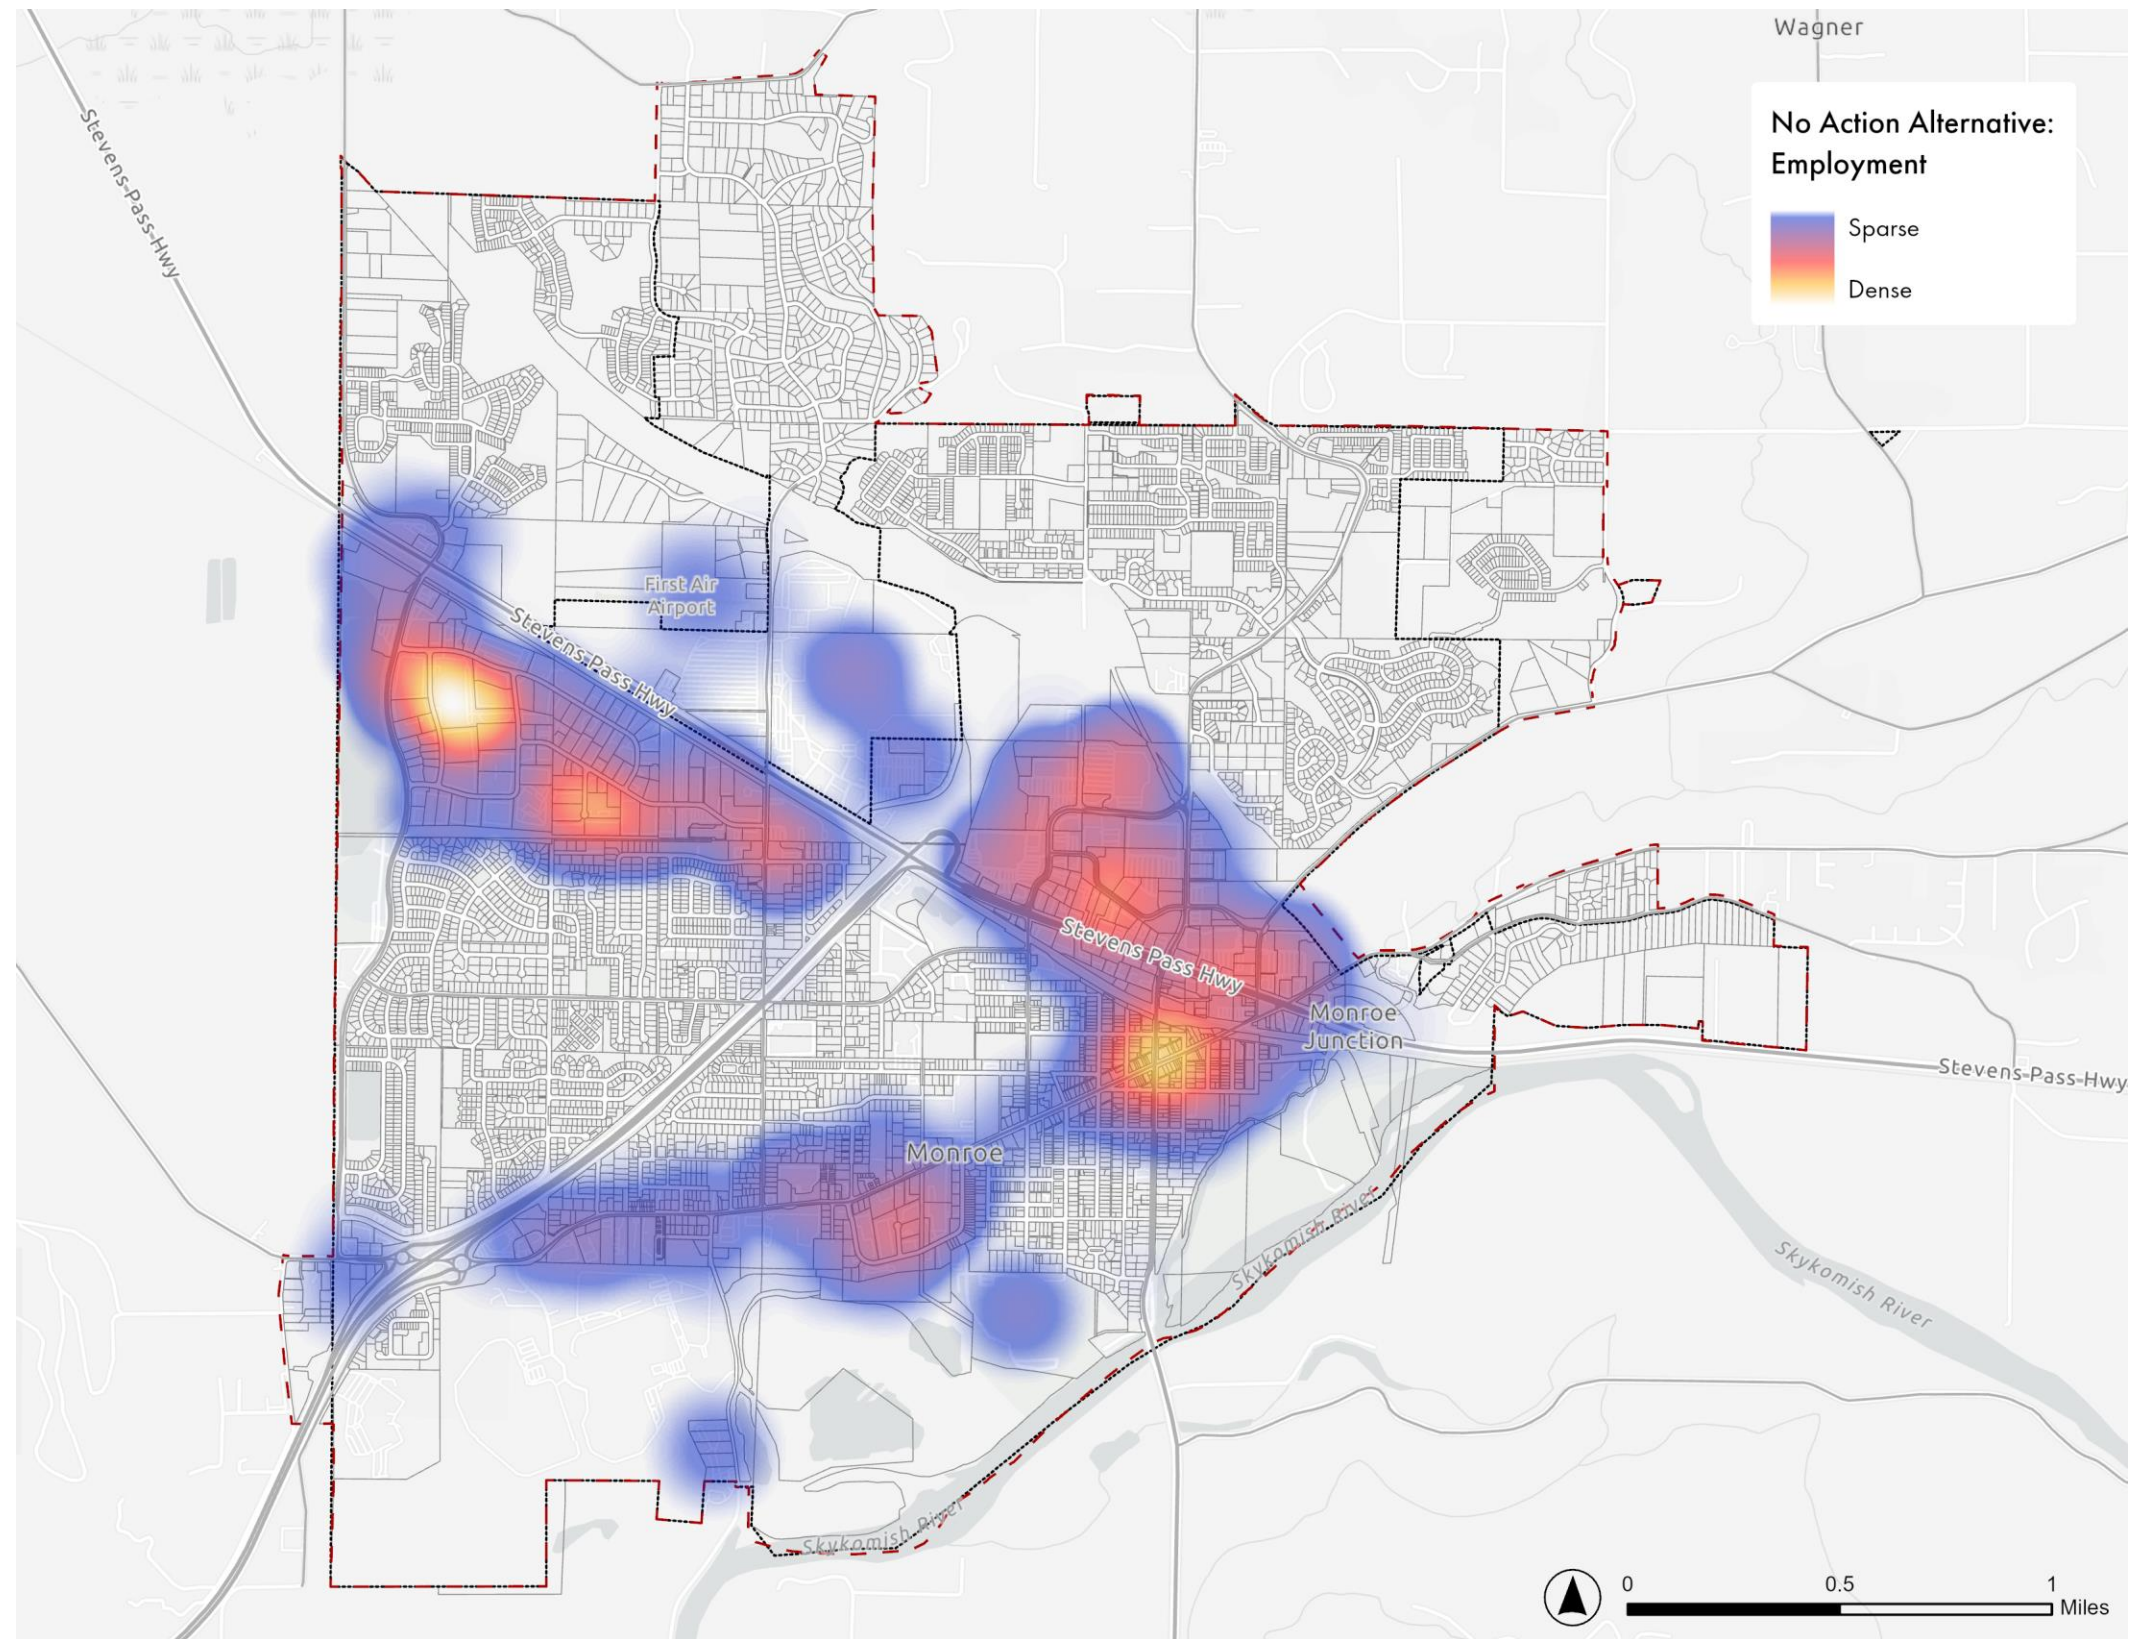 Wagner
No Action Alternative:
Employment
Sparse
Dense
Stevens-Pass-Hwy
First Air
Airport
Stevens Pass Hwy
Stevens Pass Hwy
Monroe
Junction
Stevens-Pass-Hwy
Monroe
Skykomish River
Skykomish River
Skykomish River
0
0.5
1
Miles